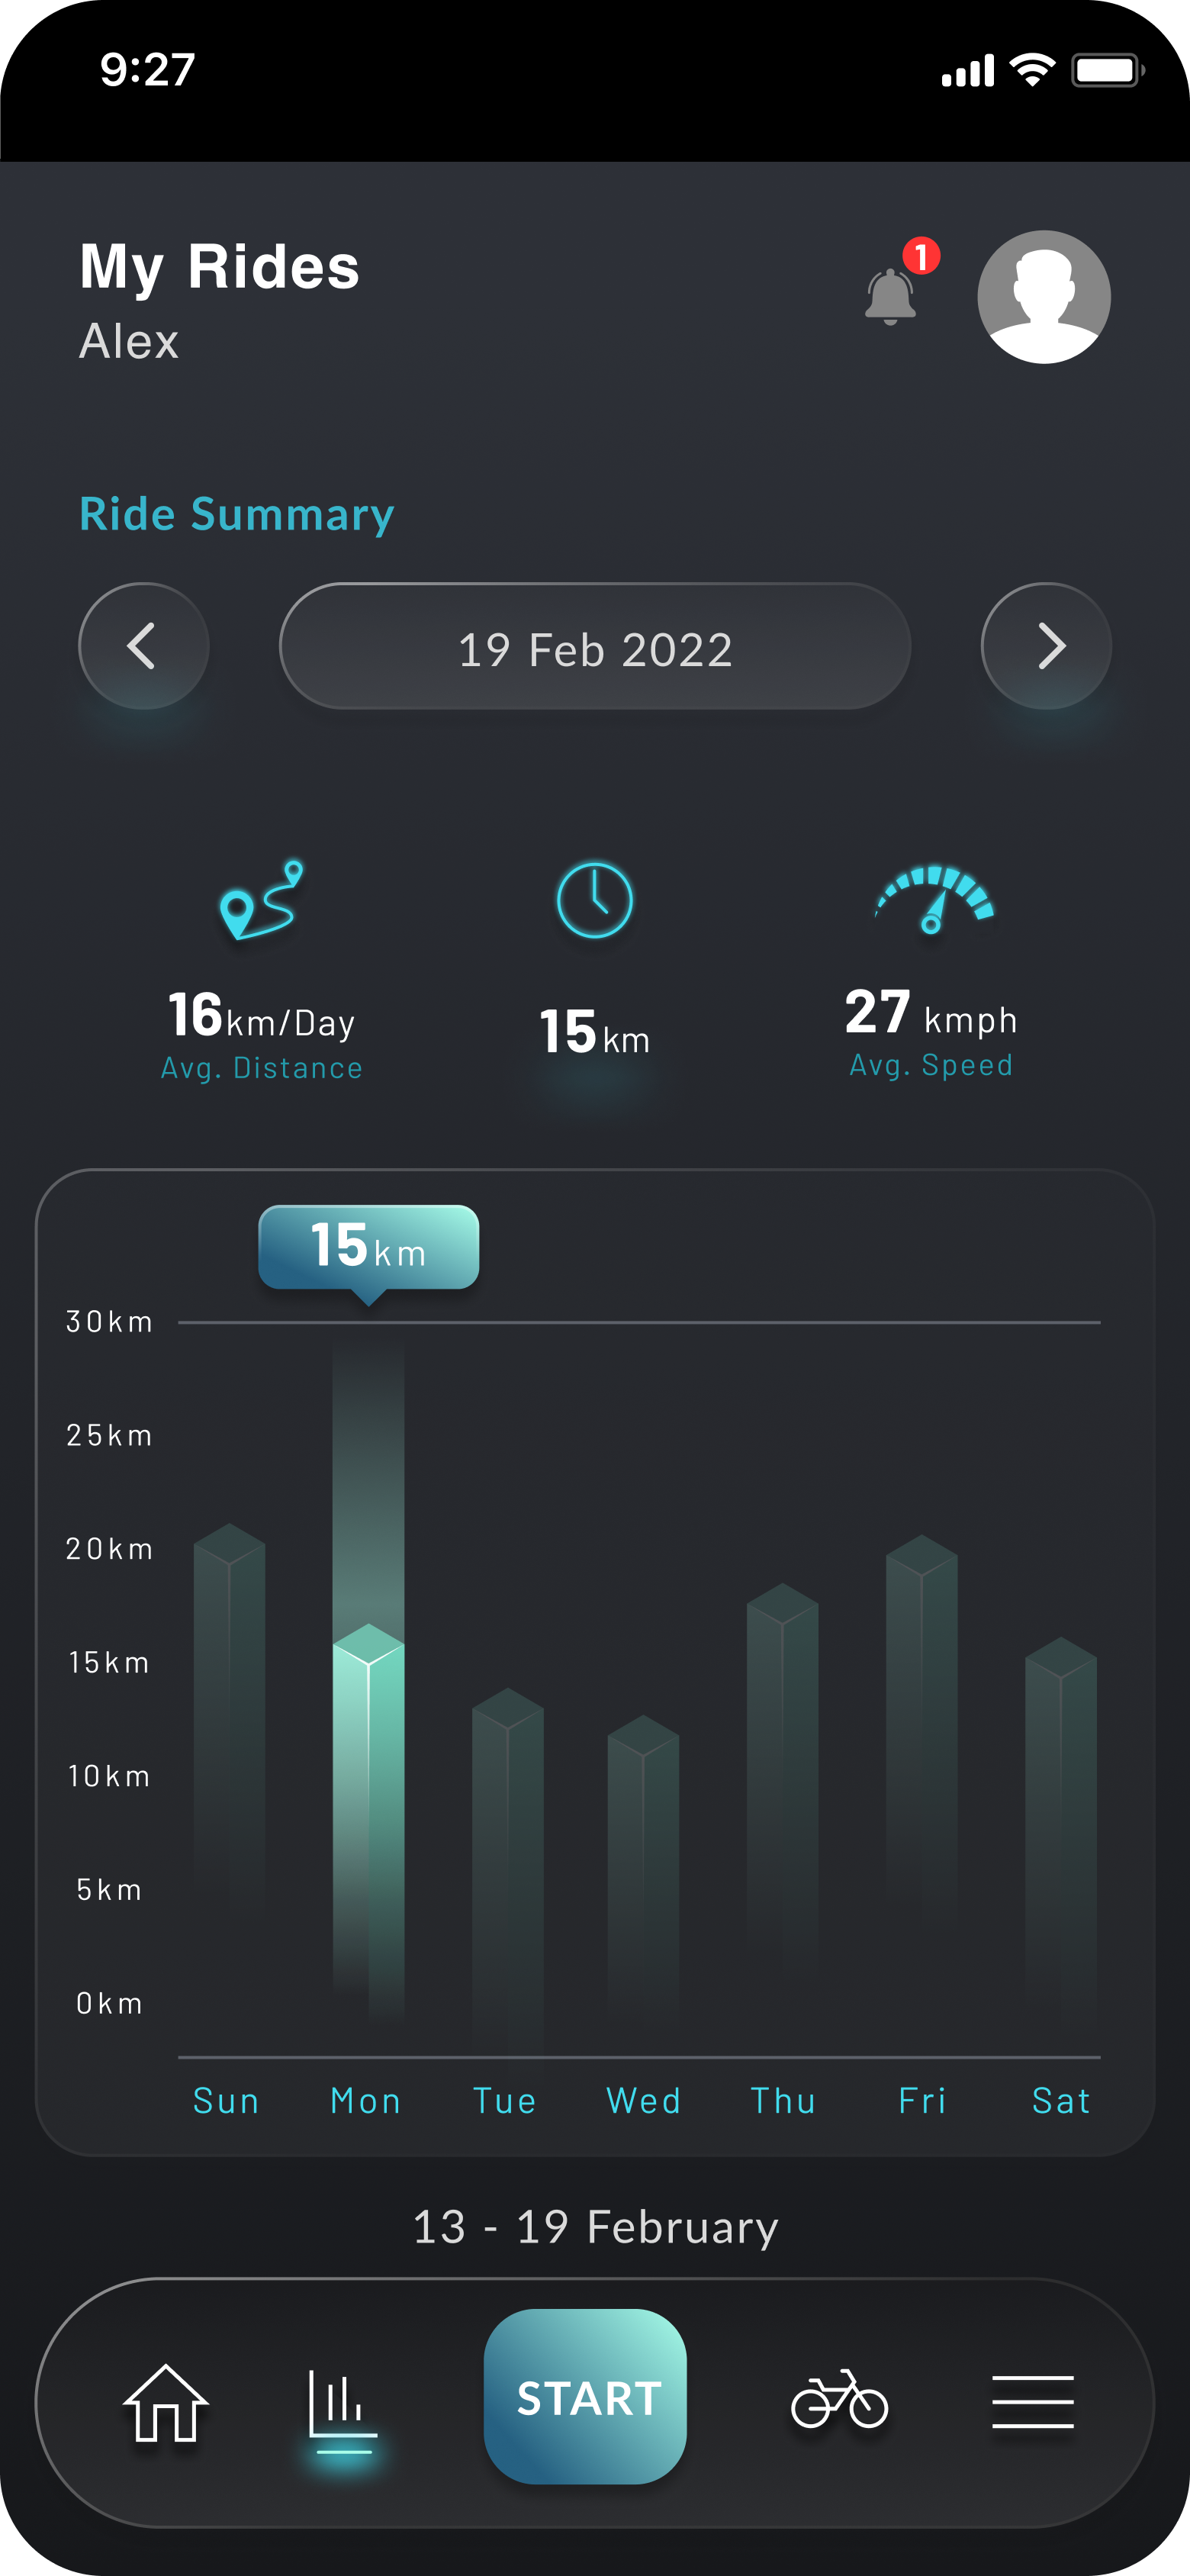 9:27
My Rides
1
Alex
Ride Summary
19 Feb 2022
16km/Day
Avg. Distance
15 km
27 kmph
Avg. Speed
15 km
30km
25km
20km
15km
10km
5km
0km
Sun Mon Tue Wed Thu Fri Sat
13 - 19 February
START